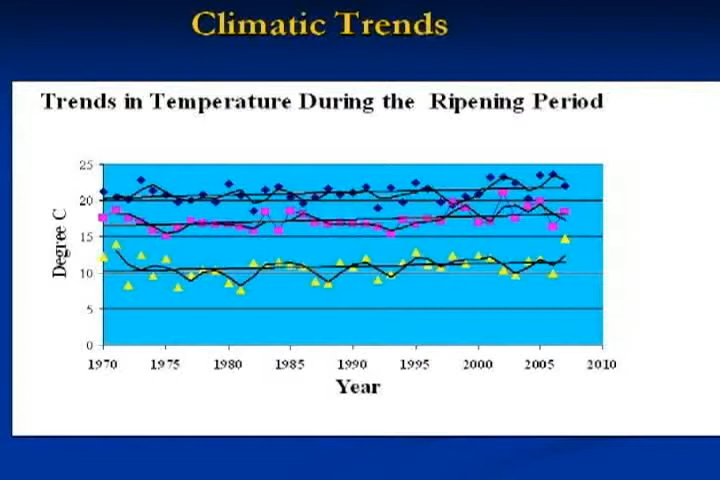 Climatic Trends
Trends in Temperature During the Ripening Period
25
20
15
10
5
0
Degree C
1970 1975 1980 1985 1990 1995 2000 2005 2010
Year